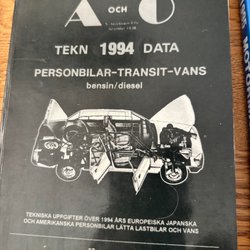 A OCH O
TEKN 1994 DATA
PERSONBILAR-TRANSIT-VANS
bensin/diesel
TEKNISKA UPPGIFTER ÖVER 1994 ÅRS EUROPEISKA JAPANSKA
OCH AMERIKANSKA PERSONBILAR LÄTTA LASTBILAR OCH VANS